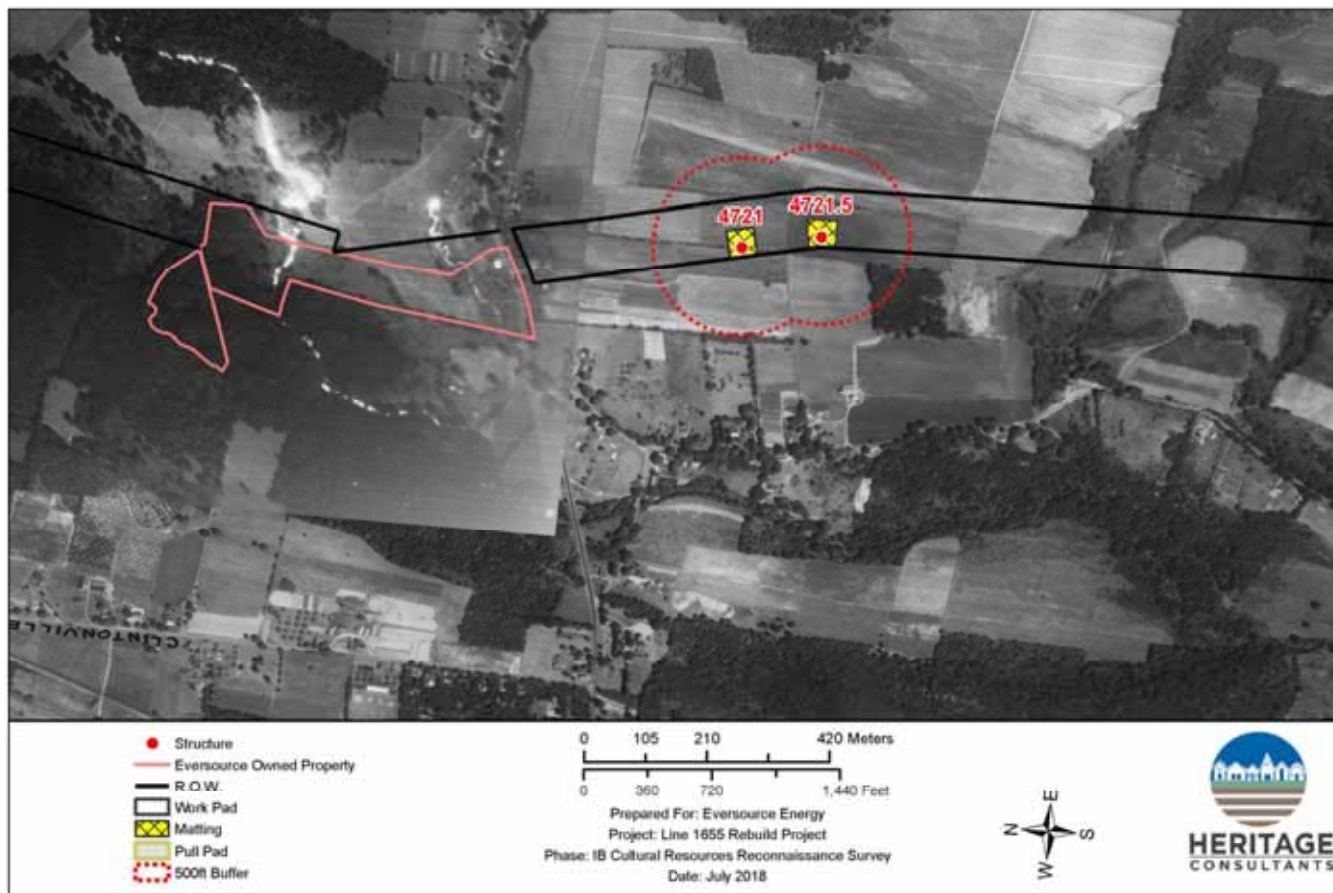 4721
4721.5
CLINTONVILLE
Structure
Eversource Owned Property
R.O.W.
Work Pad
Matting
Pull Pad
500ft Buffer
0 105 210 420 Meters
0 360 720 1,440 Feet
Prepared For: Eversource Energy
Project: Line 1655 Rebuild Project
Phase: IB Cultural Resources Reconnaissance Survey
Date: July 2018
N
E
S
W
HERITAGE
CONSULTANTS